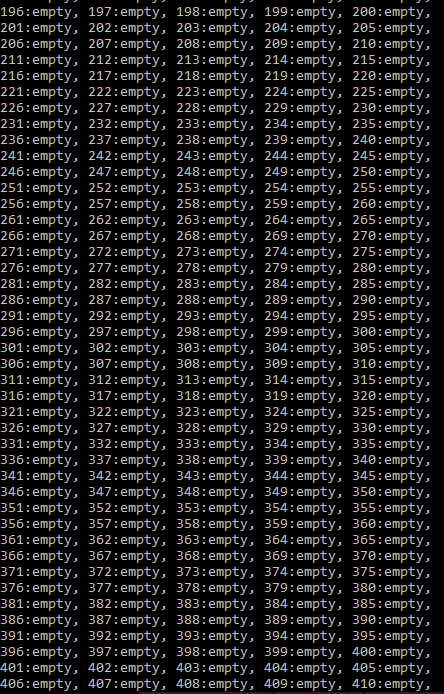 196:empty, 197:empty, 198:empty, 199:empty, 200:empty,
201:empty, 202:empty, 203:empty, 204:empty, 205:empty,
206:empty, 207:empty, 208:empty, 209:empty, 210:empty,
211:empty, 212:empty, 213:empty, 214:empty, 215:empty,
216:empty, 217:empty, 218:empty, 219:empty, 220:empty,
221:empty, 222:empty, 223:empty, 224:empty, 225:empty,
226:empty, 227:empty, 228:empty, 229:empty, 230:empty,
231:empty, 232:empty, 233:empty, 234:empty, 235:empty,
236:empty, 237:empty, 238:empty, 239:empty, 240:empty,
241:empty, 242:empty, 243:empty, 244:empty, 245:empty,
246:empty, 247:empty, 248:empty, 249:empty, 250:empty,
251:empty, 252:empty, 253:empty, 254:empty, 255:empty,
256:empty, 257:empty, 258:empty, 259:empty, 260:empty,
261:empty, 262:empty, 263:empty, 264:empty, 265:empty,
266:empty, 267:empty, 268:empty, 269:empty, 270:empty,
271:empty, 272:empty, 273:empty, 274:empty, 275:empty,
276:empty, 277:empty, 278:empty, 279:empty, 280:empty,
281:empty, 282:empty, 283:empty, 284:empty, 285:empty,
286:empty, 287:empty, 288:empty, 289:empty, 290:empty,
291:empty, 292:empty, 293:empty, 294:empty, 295:empty,
296:empty, 297:empty, 298:empty, 299:empty, 300:empty,
301:empty, 302:empty, 303:empty, 304:empty, 305:empty,
306:empty, 307:empty, 308:empty, 309:empty, 310:empty,
311:empty, 312:empty, 313:empty, 314:empty, 315:empty,
316:empty, 317:empty, 318:empty, 319:empty, 320:empty,
321:empty, 322:empty, 323:empty, 324:empty, 325:empty,
326:empty, 327:empty, 328:empty, 329:empty, 330:empty,
331:empty, 332:empty, 333:empty, 334:empty, 335:empty,
336:empty, 337:empty, 338:empty, 339:empty, 340:empty,
341:empty, 342:empty, 343:empty, 344:empty, 345:empty,
346:empty, 347:empty, 348:empty, 349:empty, 350:empty,
351:empty, 352:empty, 353:empty, 354:empty, 355:empty,
356:empty, 357:empty, 358:empty, 359:empty, 360:empty,
361:empty, 362:empty, 363:empty, 364:empty, 365:empty,
366:empty, 367:empty, 368:empty, 369:empty, 370:empty,
371:empty, 372:empty, 373:empty, 374:empty, 375:empty,
376:empty, 377:empty, 378:empty, 379:empty, 380:empty,
381:empty, 382:empty, 383:empty, 384:empty, 385:empty,
386:empty, 387:empty, 388:empty, 389:empty, 390:empty,
391:empty, 392:empty, 393:empty, 394:empty, 395:empty,
396:empty, 397:empty, 398:empty, 399:empty, 400:empty,
401:empty, 402:empty, 403:empty, 404:empty, 405:empty,
406:empty, 407:empty, 408:empty, 409:empty, 410:empty,